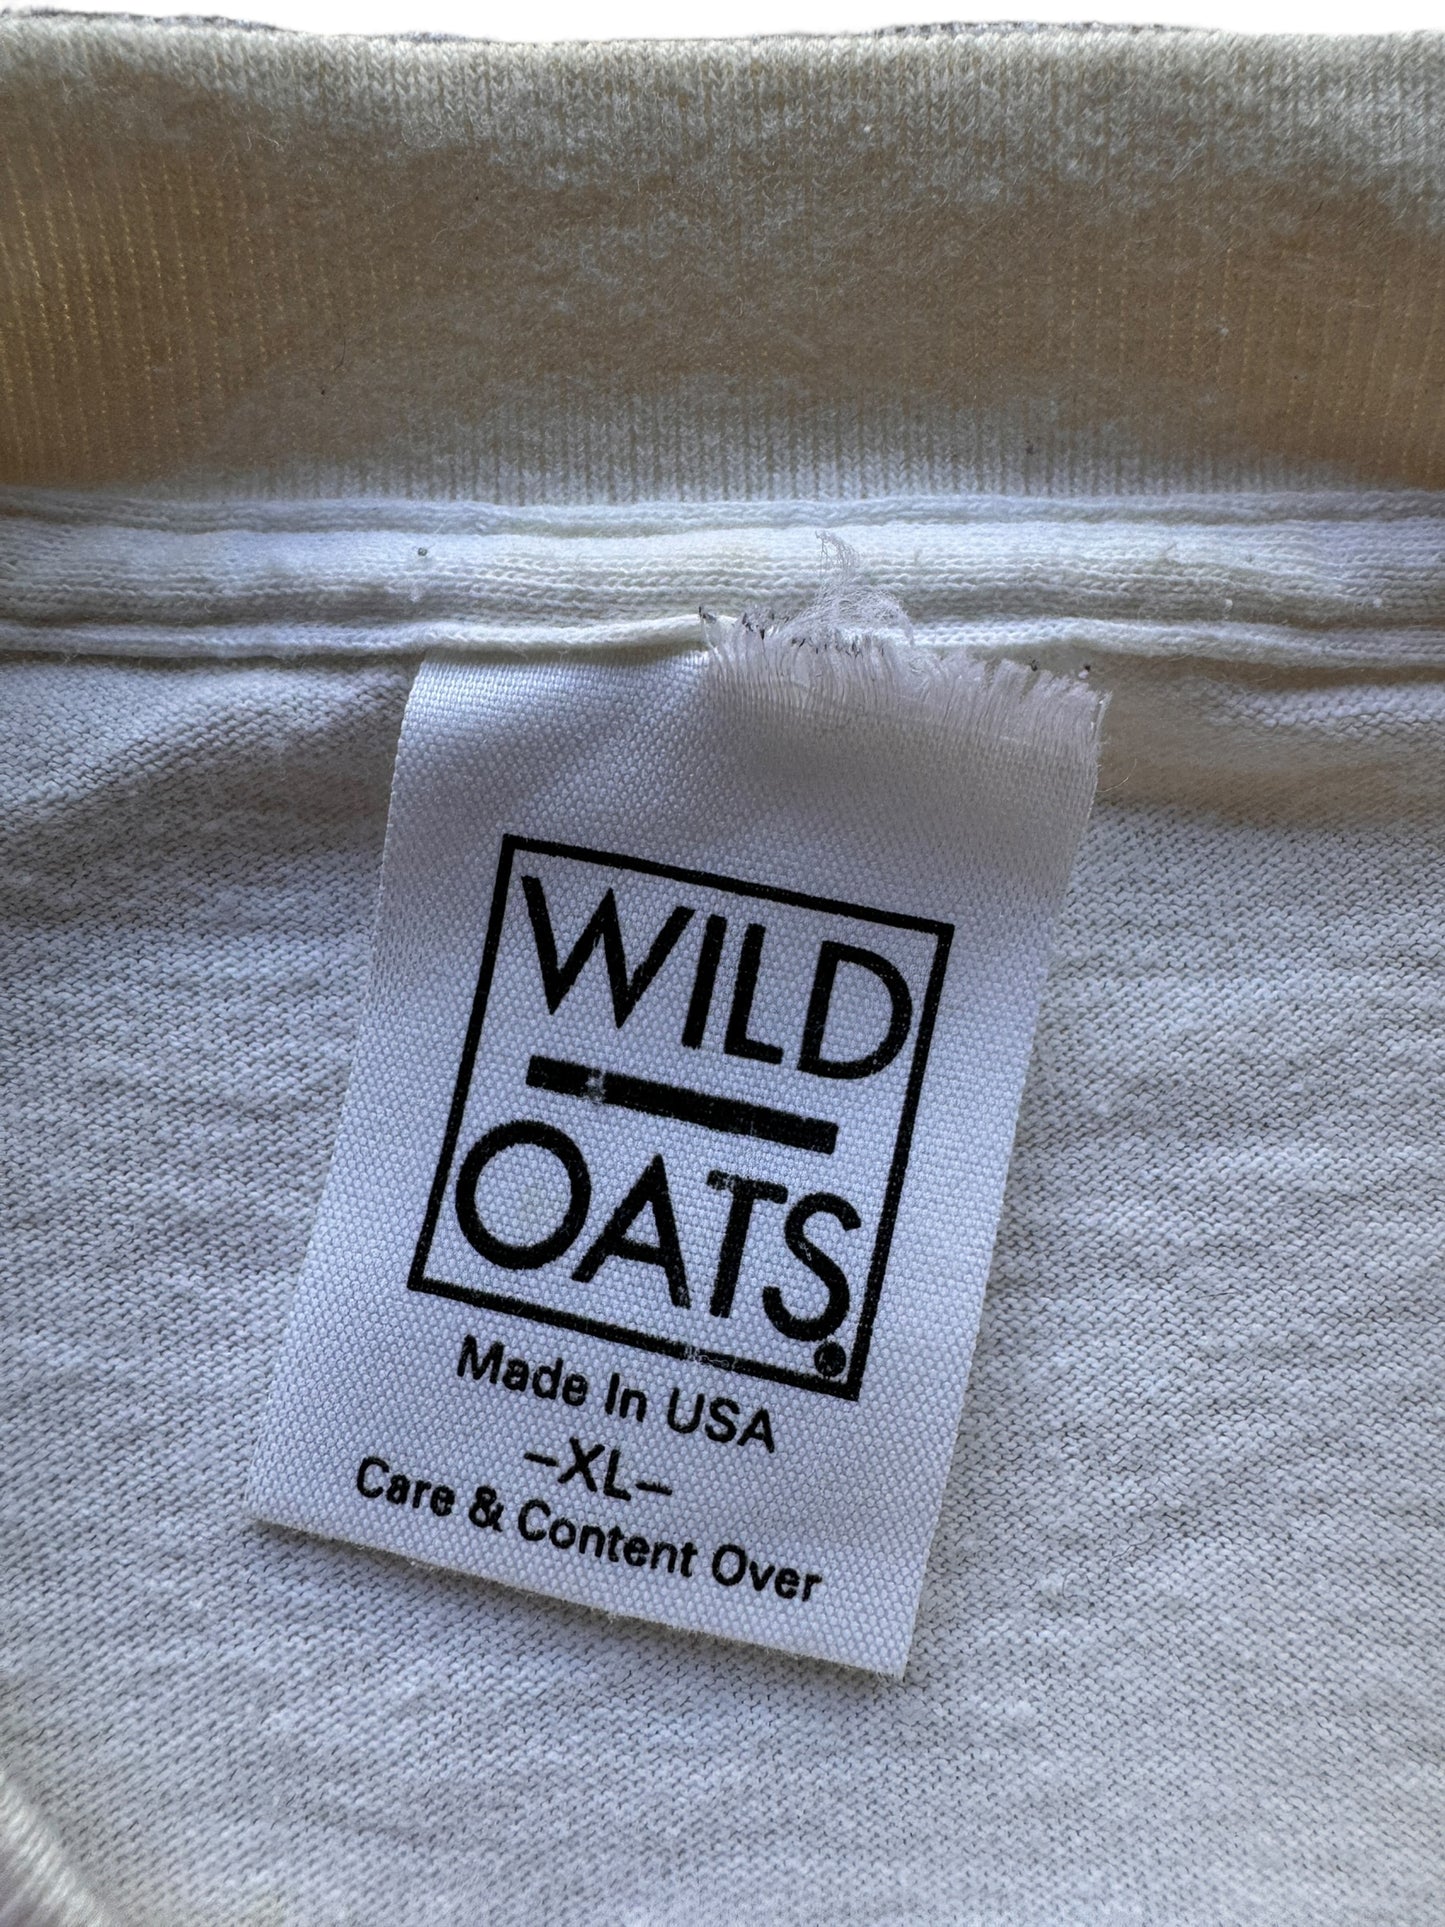 WILD
OATS.
Made In USA
-XL-
Care & Content Over